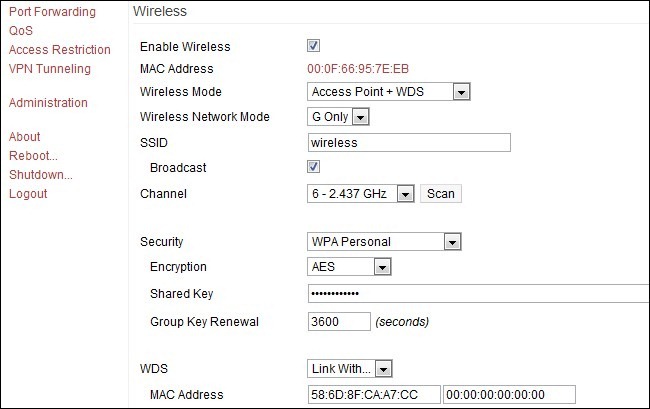 Port Forwarding
QoS
Access Restriction
VPN Tunneling
Administration
About
Reboot...
Shutdown...
Logout
Wireless
Enable Wireless
MAC Address 00:0F:66:95:7E:EB
Wireless Mode Access Point + WDS
Wireless Network Mode G Only
SSID wireless
Broadcast
Channel 6 - 2.437 GHz Scan
Security WPA Personal
Encryption AES
Shared Key ••••••••••••
Group Key Renewal 3600 (seconds)
WDS Link With...
MAC Address 58:6D:8F:CA:A7:CC 00:00:00:00:00:00